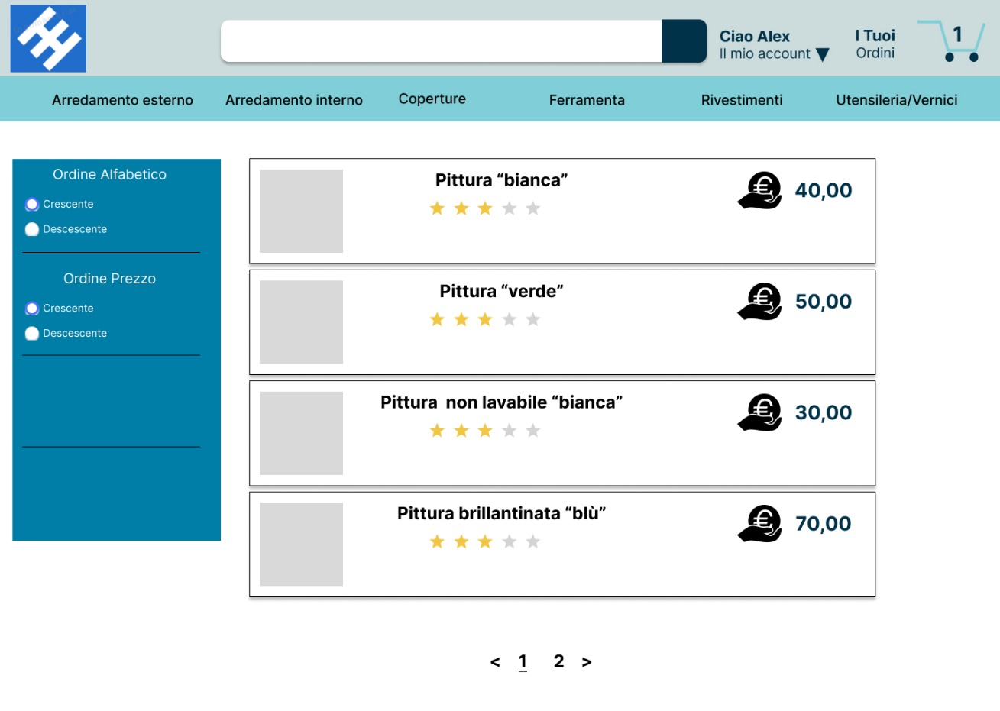 Ciao Alex
Il mio account ▼
I Tuoi
Ordini
1
Arredamento esterno
Arredamento interno
Coperture
Ferramenta
Rivestimenti
Utensileria/Vernici
Ordine Alfabetico
Crescente
Descescente
Ordine Prezzo
Crescente
Descescente
Pittura “bianca”
€ 40,00
Pittura “verde”
€ 50,00
Pittura non lavabile “bianca”
€ 30,00
Pittura brillantinata “blù”
€ 70,00
< 1 2 >